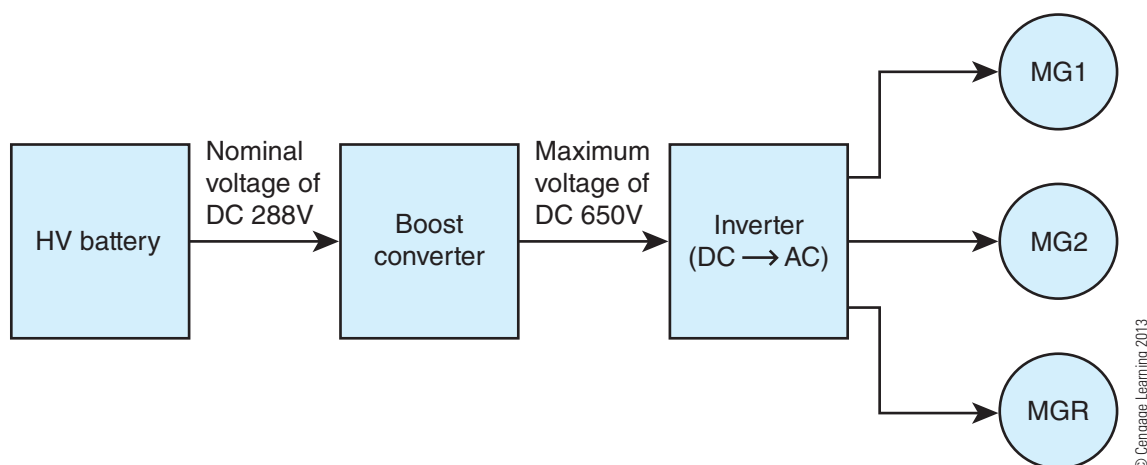 HV battery
Nominal
voltage of
DC 288V
Boost
converter
Maximum
voltage of
DC 650V
Inverter
(DC → AC)
MG1
MG2
MGR
© Cengage Learning 2013